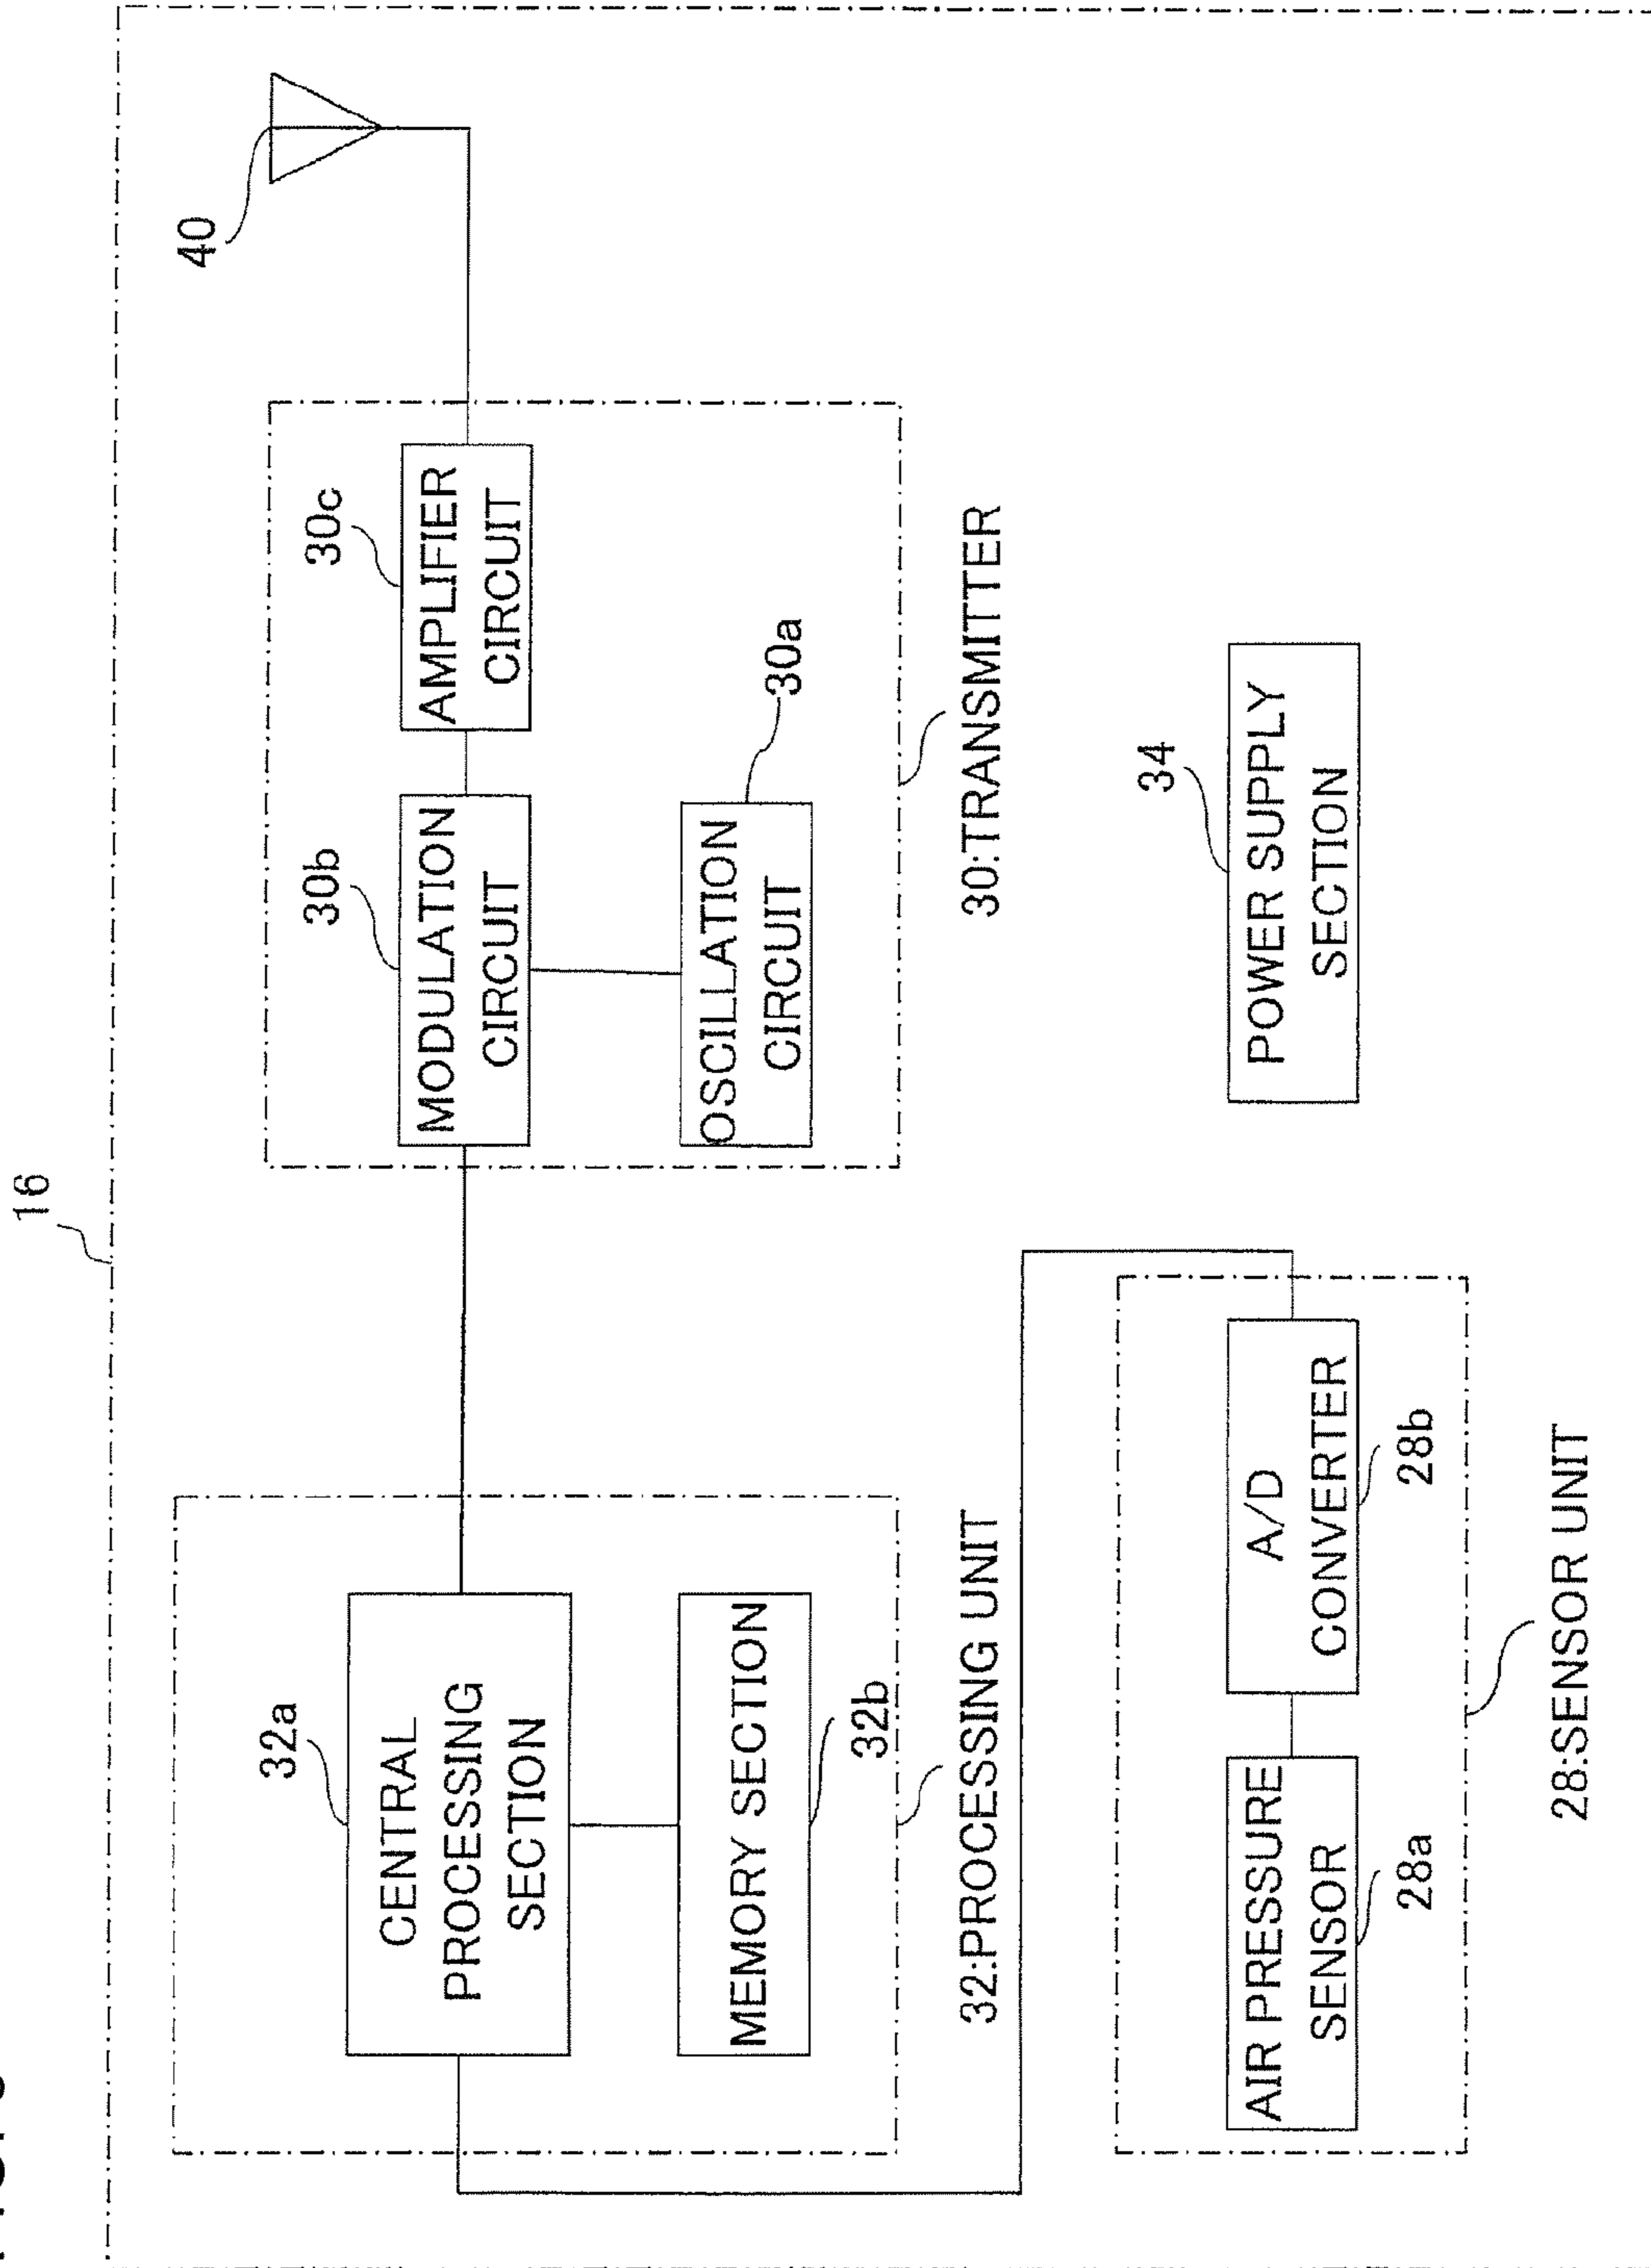 16
40
32a
CENTRAL
PROCESSING
SECTION
MEMORY SECTION
32b
32:PROCESSING UNIT
30b
MODULATION
CIRCUIT
30c
AMPLIFIER
CIRCUIT
OSCILLATION
CIRCUIT
30a
30:TRANSMITTER
AIR PRESSURE
SENSOR
28a
A/D
CONVERTER
28b
28:SENSOR UNIT
34
POWER SUPPLY
SECTION